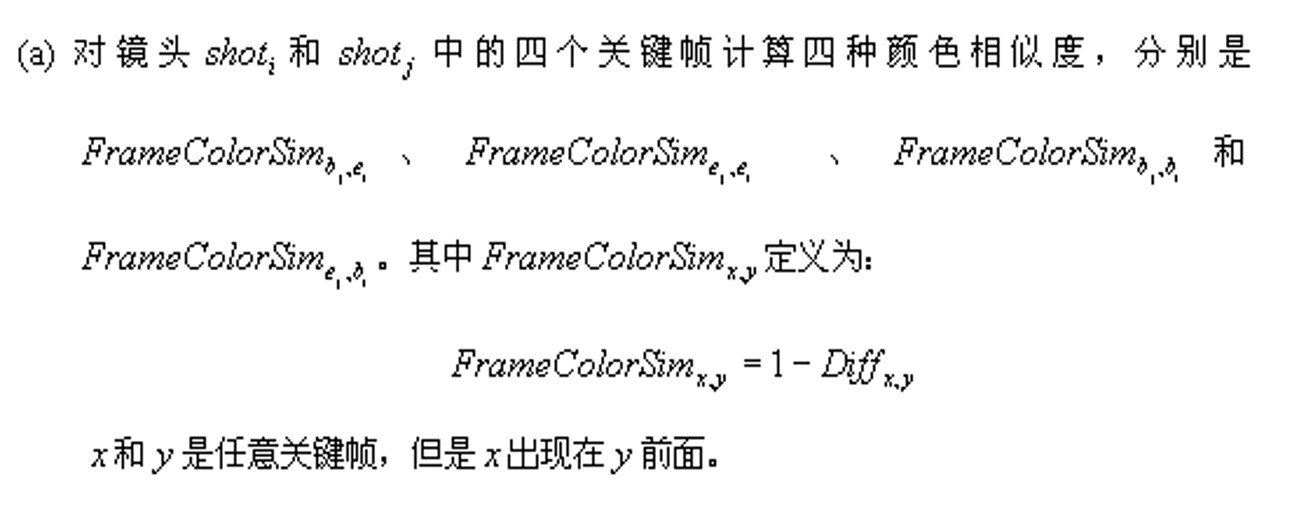 (a) 对镜头 shot_i 和 shot_j 中的四个关键帧计算四种颜色相似度，分别是
FrameColorSim_{b_i,e_i} 、 FrameColorSim_{e_i,e_i} 、 FrameColorSim_{b_i,b_i} 和
FrameColorSim_{e_i,b_i} 。其中 FrameColorSim_{x,y} 定义为：
FrameColorSim_{x,y} = 1 − Diff_{x,y}
x 和 y 是任意关键帧，但是 x 出现在 y 前面。